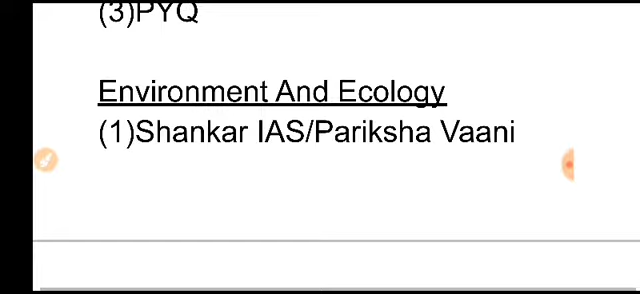 (3)PYQ
Environment And Ecology
(1)Shankar IAS/Pariksha Vaani